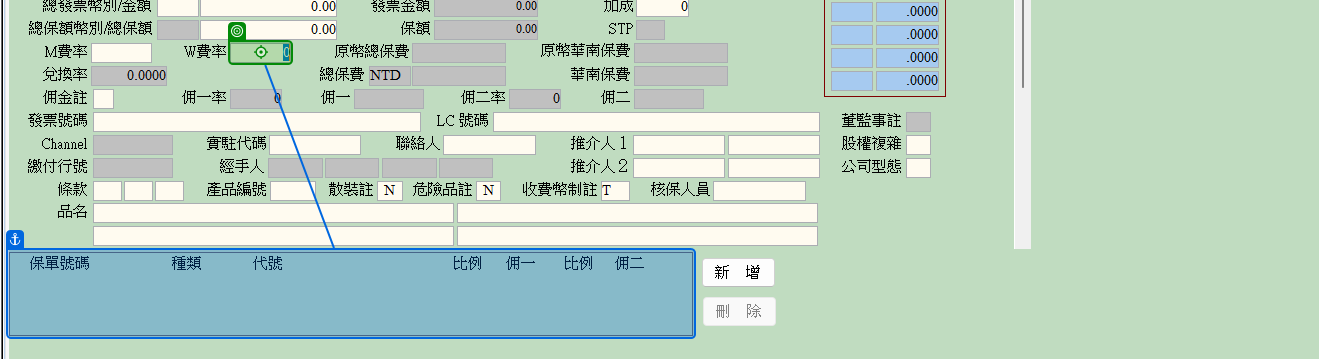 總發票幣別/金額 0.00 發票金額 0.00 加成 0 .0000
總保額幣別/總保額 0.00 保額 0.00 STP .0000
M費率 W費率 0 原幣總保費 原幣華南保費 .0000
兌換率 0.0000 總保費 NTD 華南保費 .0000
佣金註 佣一率 0 佣一 佣二率 0 佣二
發票號碼 LC 號碼 董監事註
Channel 實駐代碼 聯絡人 推介人1 股權複雜
繳付行號 經手人 推介人2 公司型態
條款 產品編號 散裝註 N 危險品註 N 收費幣制註 T 核保人員
品名
保單號碼 種類 代號 比例 佣一 比例 佣二
新 增
刪 除